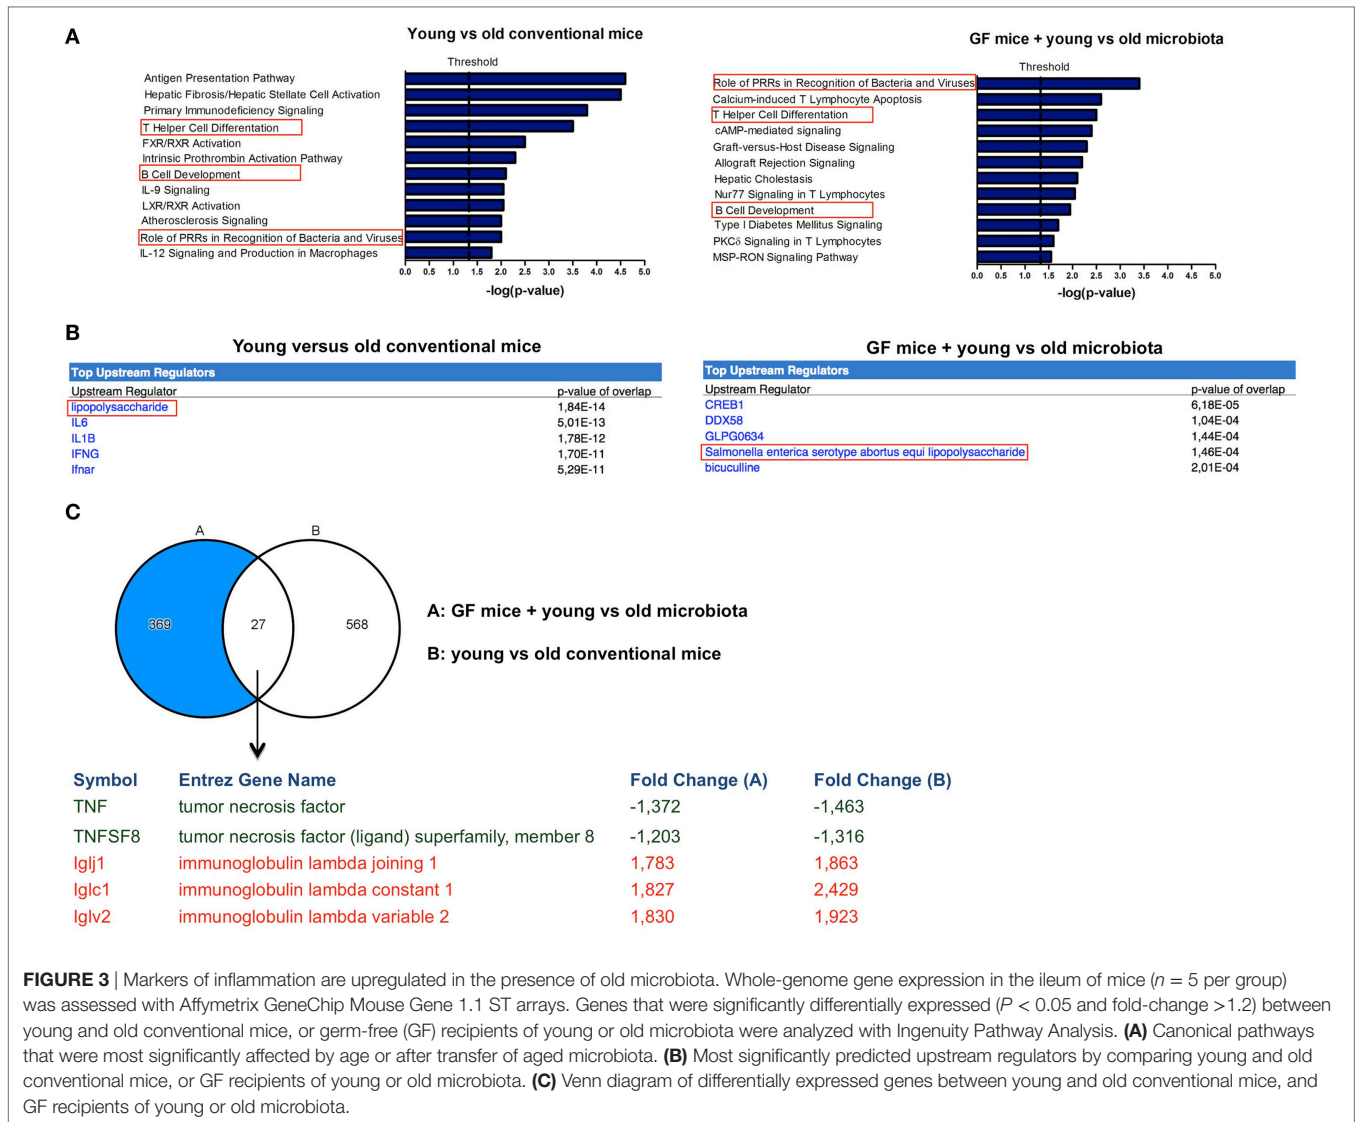 A
Young vs old conventional mice
Threshold
Antigen Presentation Pathway
Hepatic Fibrosis/Hepatic Stellate Cell Activation
Primary Immunodeficiency Signaling
T Helper Cell Differentation
FXR/RXR Activation
Intrinsic Prothrombin Activation Pathway
B Cell Development
IL-9 Signaling
LXR/RXR Activation
Atherosclerosis Signaling
Role of PRRs in Recognition of Bacteria and Viruses
IL-12 Signaling and Production in Macrophages
0.0 0.5 1.0 1.5 2.0 2.5 3.0 3.5 4.0 4.5 5.0
-log(p-value)
GF mice + young vs old microbiota
Threshold
Role of PRRs in Recognition of Bacteria and Viruses
Calcium-induced T Lymphocyte Apoptosis
T Helper Cell Differentation
cAMP-mediated signaling
Graft-versus-Host Disease Signaling
Allograft Rejection Signaling
Hepatic Cholestasis
Nur77 Signaling in T Lymphocytes
B Cell Development
Type I Diabetes Mellitus Signaling
PKCδ Signaling in T Lymphocytes
MSP-RON Signaling Pathway
0.0 0.5 1.0 1.5 2.0 2.5 3.0 3.5 4.0 4.5 5.0
-log(p-value)
B
Young versus old conventional mice
Top Upstream Regulators
Upstream Regulator p-value of overlap
lipopolysaccharide 1,84E-14
IL6 5,01E-13
IL1B 1,78E-12
IFNG 1,70E-11
Ifnar 5,29E-11
GF mice + young vs old microbiota
Top Upstream Regulators
Upstream Regulator p-value of overlap
CREB1 6,18E-05
DDX58 1,04E-04
GLPG0634 1,44E-04
Salmonella enterica serotype abortus equi lipopolysaccharide 1,46E-04
bicuculline 2,01E-04
C
A B
369 27 568
A: GF mice + young vs old microbiota
B: young vs old conventional mice
Symbol Entrez Gene Name Fold Change (A) Fold Change (B)
TNF tumor necrosis factor -1,372 -1,463
TNFSF8 tumor necrosis factor (ligand) superfamily, member 8 -1,203 -1,316
Iglj1 immunoglobulin lambda joining 1 1,783 1,863
Iglc1 immunoglobulin lambda constant 1 1,827 2,429
Iglv2 immunoglobulin lambda variable 2 1,830 1,923
FIGURE 3 | Markers of inflammation are upregulated in the presence of old microbiota. Whole-genome gene expression in the ileum of mice (n = 5 per group)
was assessed with Affymetrix GeneChip Mouse Gene 1.1 ST arrays. Genes that were significantly differentially expressed (P < 0.05 and fold-change >1.2) between
young and old conventional mice, or germ-free (GF) recipients of young or old microbiota were analyzed with Ingenuity Pathway Analysis. (A) Canonical pathways
that were most significantly affected by age or after transfer of aged microbiota. (B) Most significantly predicted upstream regulators by comparing young and old
conventional mice, or GF recipients of young or old microbiota. (C) Venn diagram of differentially expressed genes between young and old conventional mice, and
GF recipients of young or old microbiota.